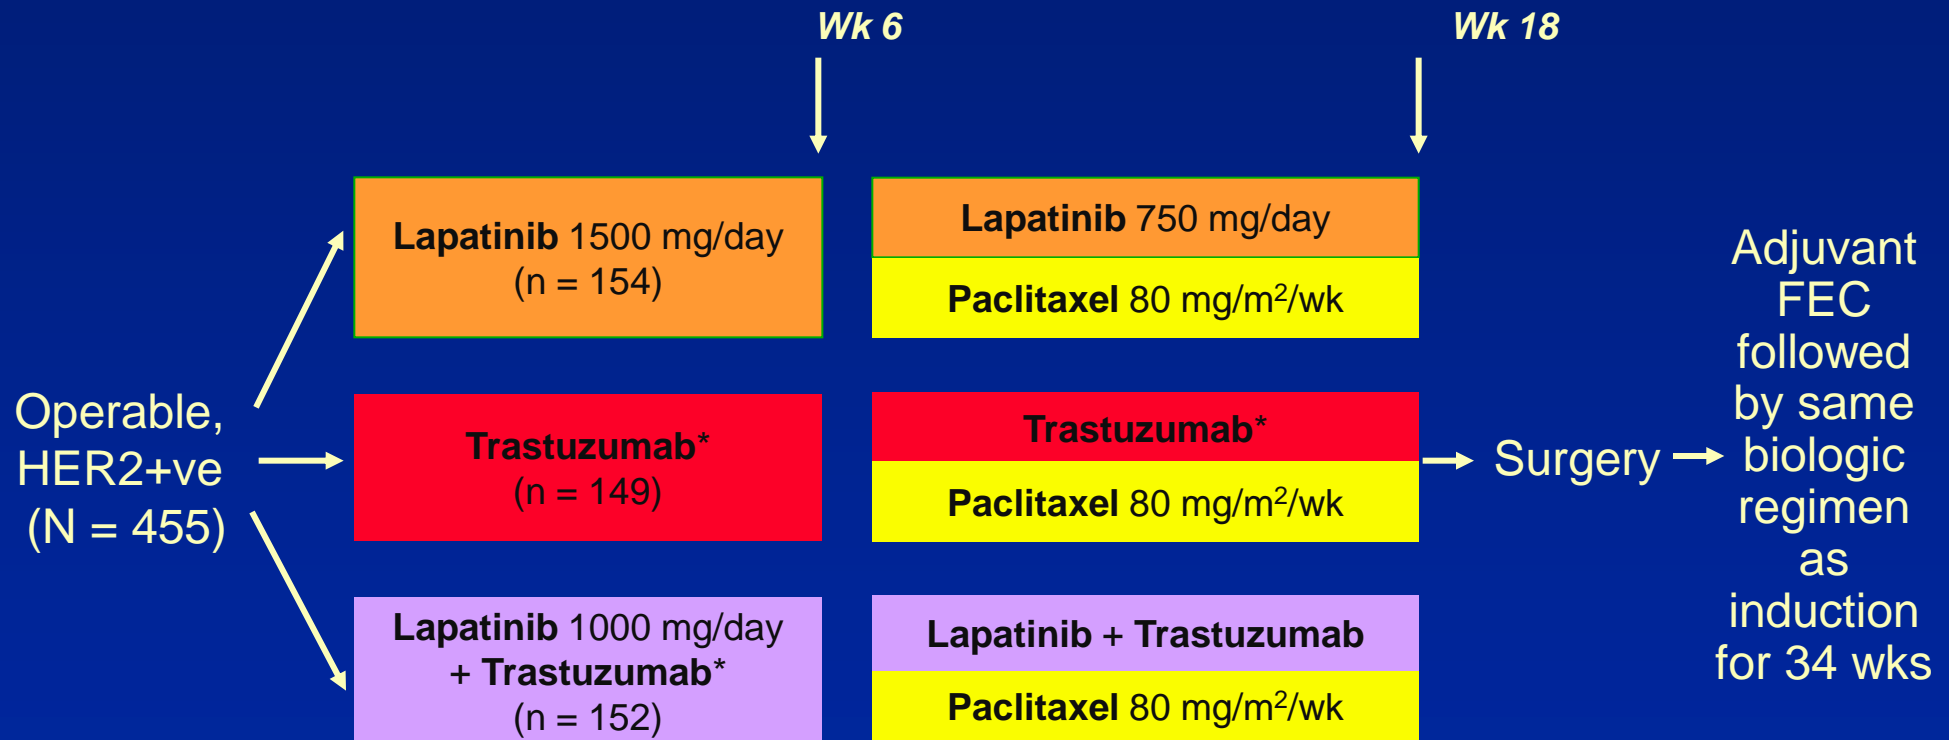 Wk 6
Wk 18
Operable,
HER2+ve
(N = 455)
Lapatinib 1500 mg/day
(n = 154)
Lapatinib 750 mg/day
Paclitaxel 80 mg/m²/wk
Trastuzumab*
(n = 149)
Trastuzumab*
Paclitaxel 80 mg/m²/wk
Lapatinib 1000 mg/day
+ Trastuzumab*
(n = 152)
Lapatinib + Trastuzumab
Paclitaxel 80 mg/m²/wk
Surgery
Adjuvant
FEC
followed
by same
biologic
regimen
as
induction
for 34 wks